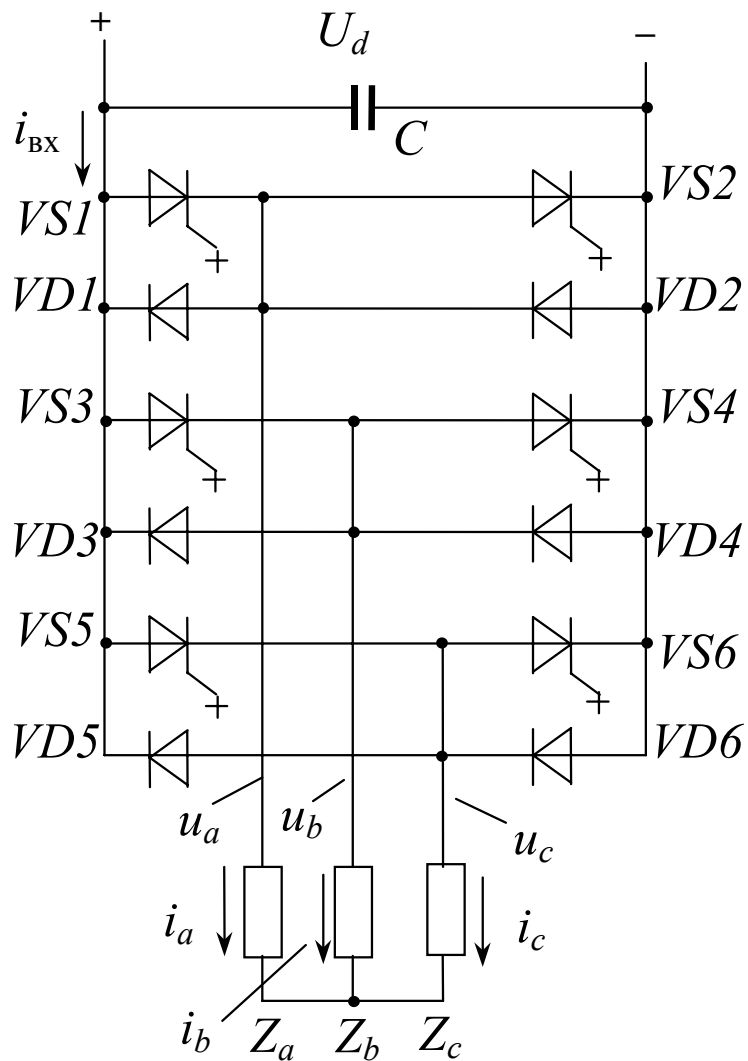 + U_d −
i_вх C
VS1 VS2
+ +
VD1 VD2
VS3 VS4
+ +
VD3 VD4
VS5 VS6
+ +
VD5 VD6
u_a u_b u_c
i_a i_c
i_b Z_a Z_b Z_c